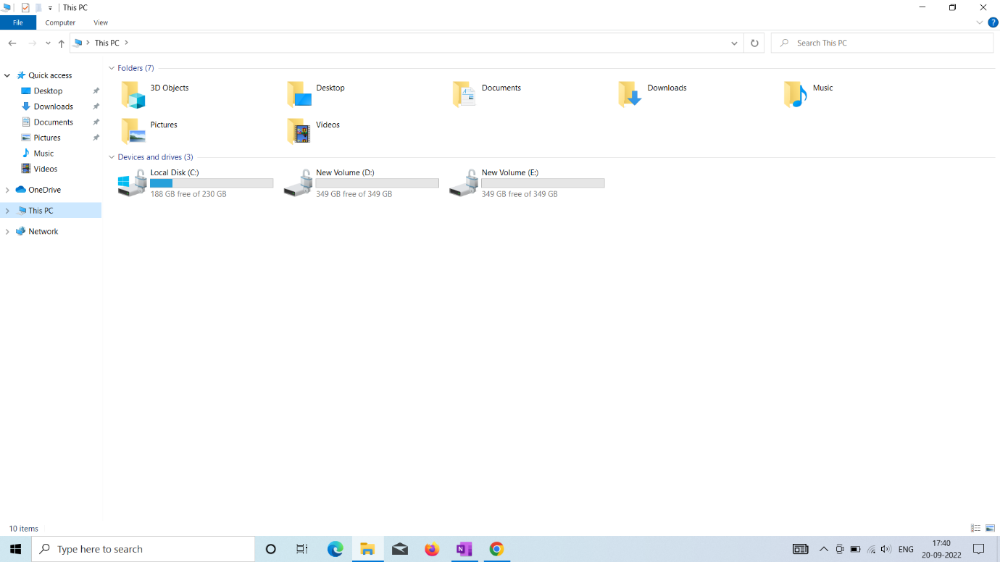 This PC
File Computer View
This PC
Search This PC
Quick access
Desktop
Downloads
Documents
Pictures
Music
Videos
OneDrive
This PC
Network
Folders (7)
3D Objects
Desktop
Documents
Downloads
Music
Pictures
Videos
Devices and drives (3)
Local Disk (C:)
188 GB free of 230 GB
New Volume (D:)
349 GB free of 349 GB
New Volume (E:)
349 GB free of 349 GB
10 items
Type here to search
ENG
17:40
20-09-2022